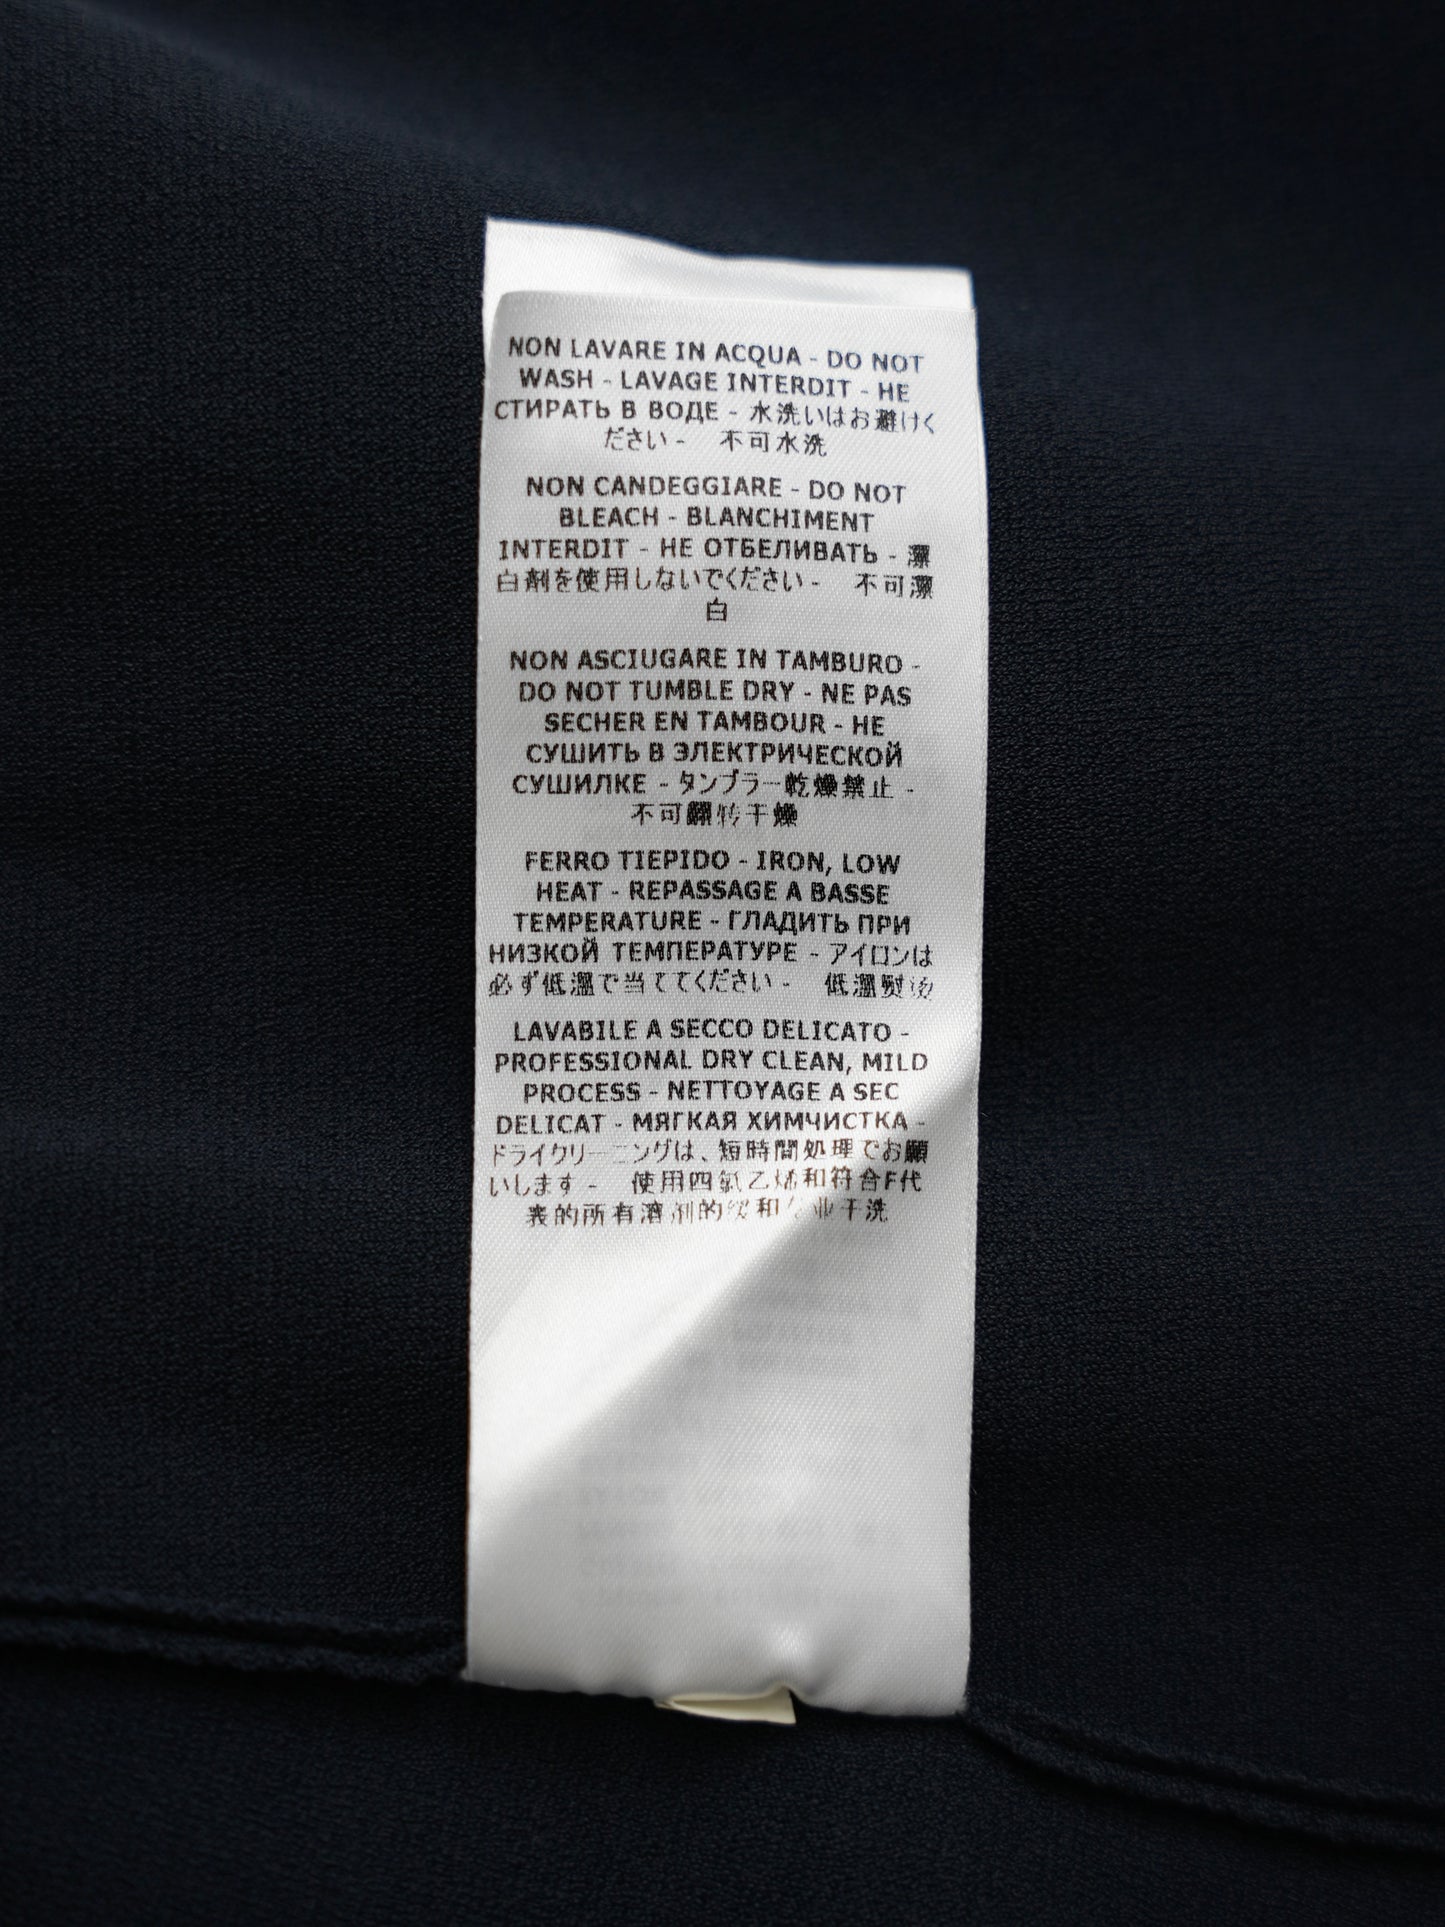 NON LAVARE IN ACQUA - DO NOT
WASH - LAVAGE INTERDIT - НЕ
СТИРАТЬ В ВОДЕ - 水洗いはお避けく
ださい - 不可水洗
NON CANDEGGIARE - DO NOT
BLEACH - BLANCHIMENT
INTERDIT - НЕ ОТБЕЛИВАТЬ - 漂
白剤を使用しないでください - 不可漂
白
NON ASCIUGARE IN TAMBURO -
DO NOT TUMBLE DRY - NE PAS
SECHER EN TAMBOUR - НЕ
СУШИТЬ В ЭЛЕКТРИЧЕСКОЙ
СУШИЛКЕ - タンブラー乾燥禁止 -
不可翻转干燥
FERRO TIEPIDO - IRON, LOW
HEAT - REPASSAGE A BASSE
TEMPERATURE - ГЛАДИТЬ ПРИ
НИЗКОЙ ТЕМПЕРАТУРЕ - アイロンは
必ず低温で当ててください - 低温熨烫
LAVABILE A SECCO DELICATO -
PROFESSIONAL DRY CLEAN, MILD
PROCESS - NETTOYAGE A SEC
DELICAT - МЯГКАЯ ХИМЧИСТКА -
ドライクリーニングは、短時間処理でお願
いします - 使用四氯乙烯和符合F代
表的所有溶剂的缓和专业干洗